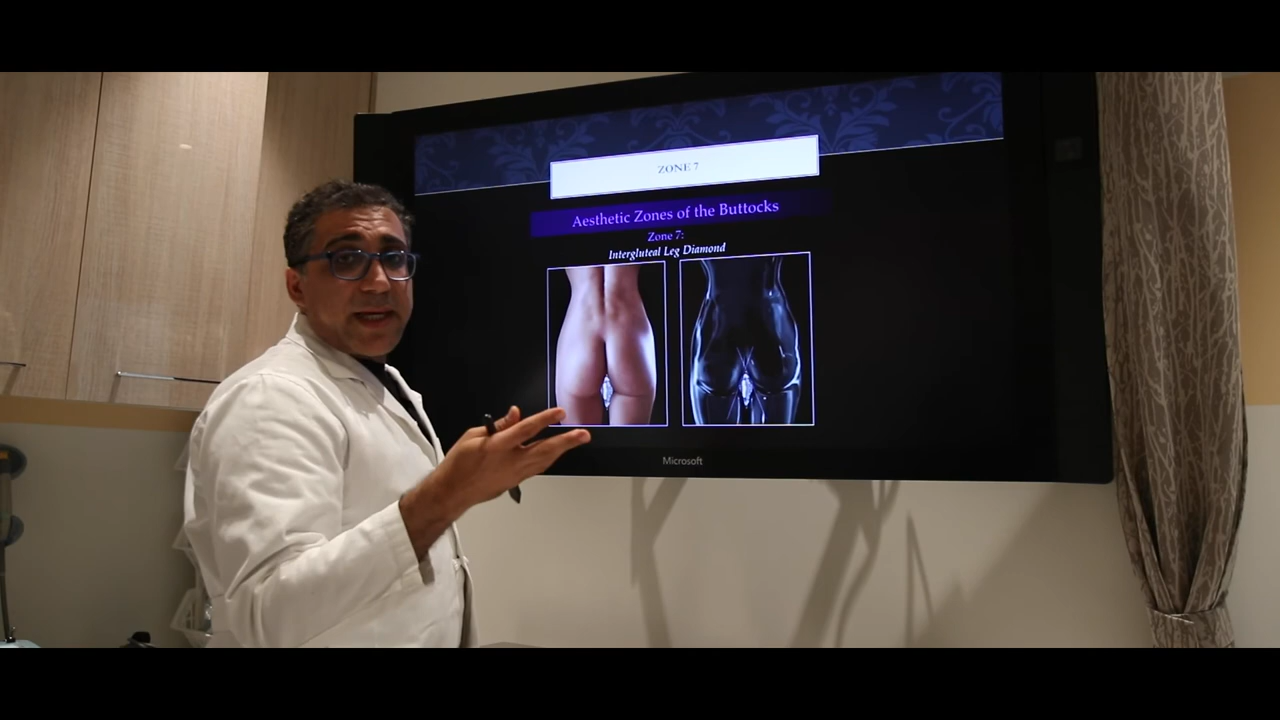 ZONE 7
Aesthetic Zones of the Buttocks
Zone 7:
Intergluteal Leg Diamond
Microsoft